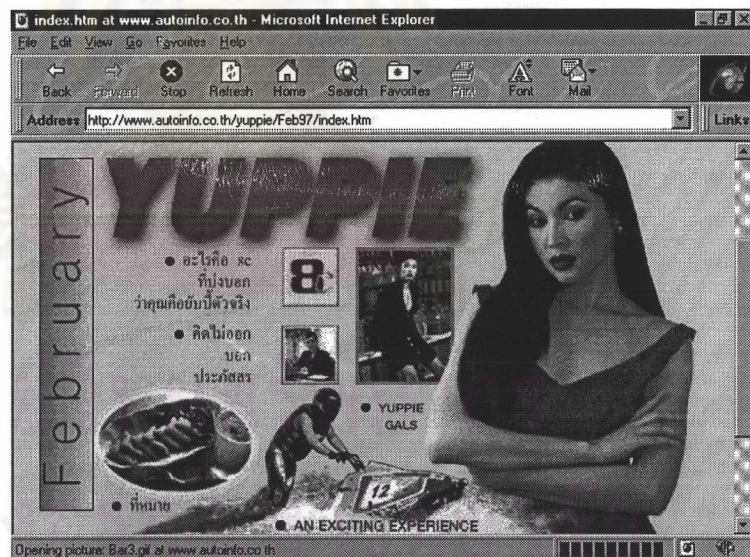 index.htm at www.autoinfo.co.th - Microsoft Internet Explorer
File Edit View Go Favorites Help
Back Forward Stop Refresh Home Search Favorites Print Font Mail
Address http://www.autoinfo.co.th/yuppie/Feb97/index.htm Links
February
YUPPIE
● อะไรคือ 8c
ที่บ่งบอก
ว่าคุณคือยับปี้ตัวจริง
8c
● คิดไม่ออก
บอก
ประภัสสร
● YUPPIE
GALS
12
● ที่หมาย
● AN EXCITING EXPERIENCE
Opening picture: Bar3.gif at www.autoinfo.co.th